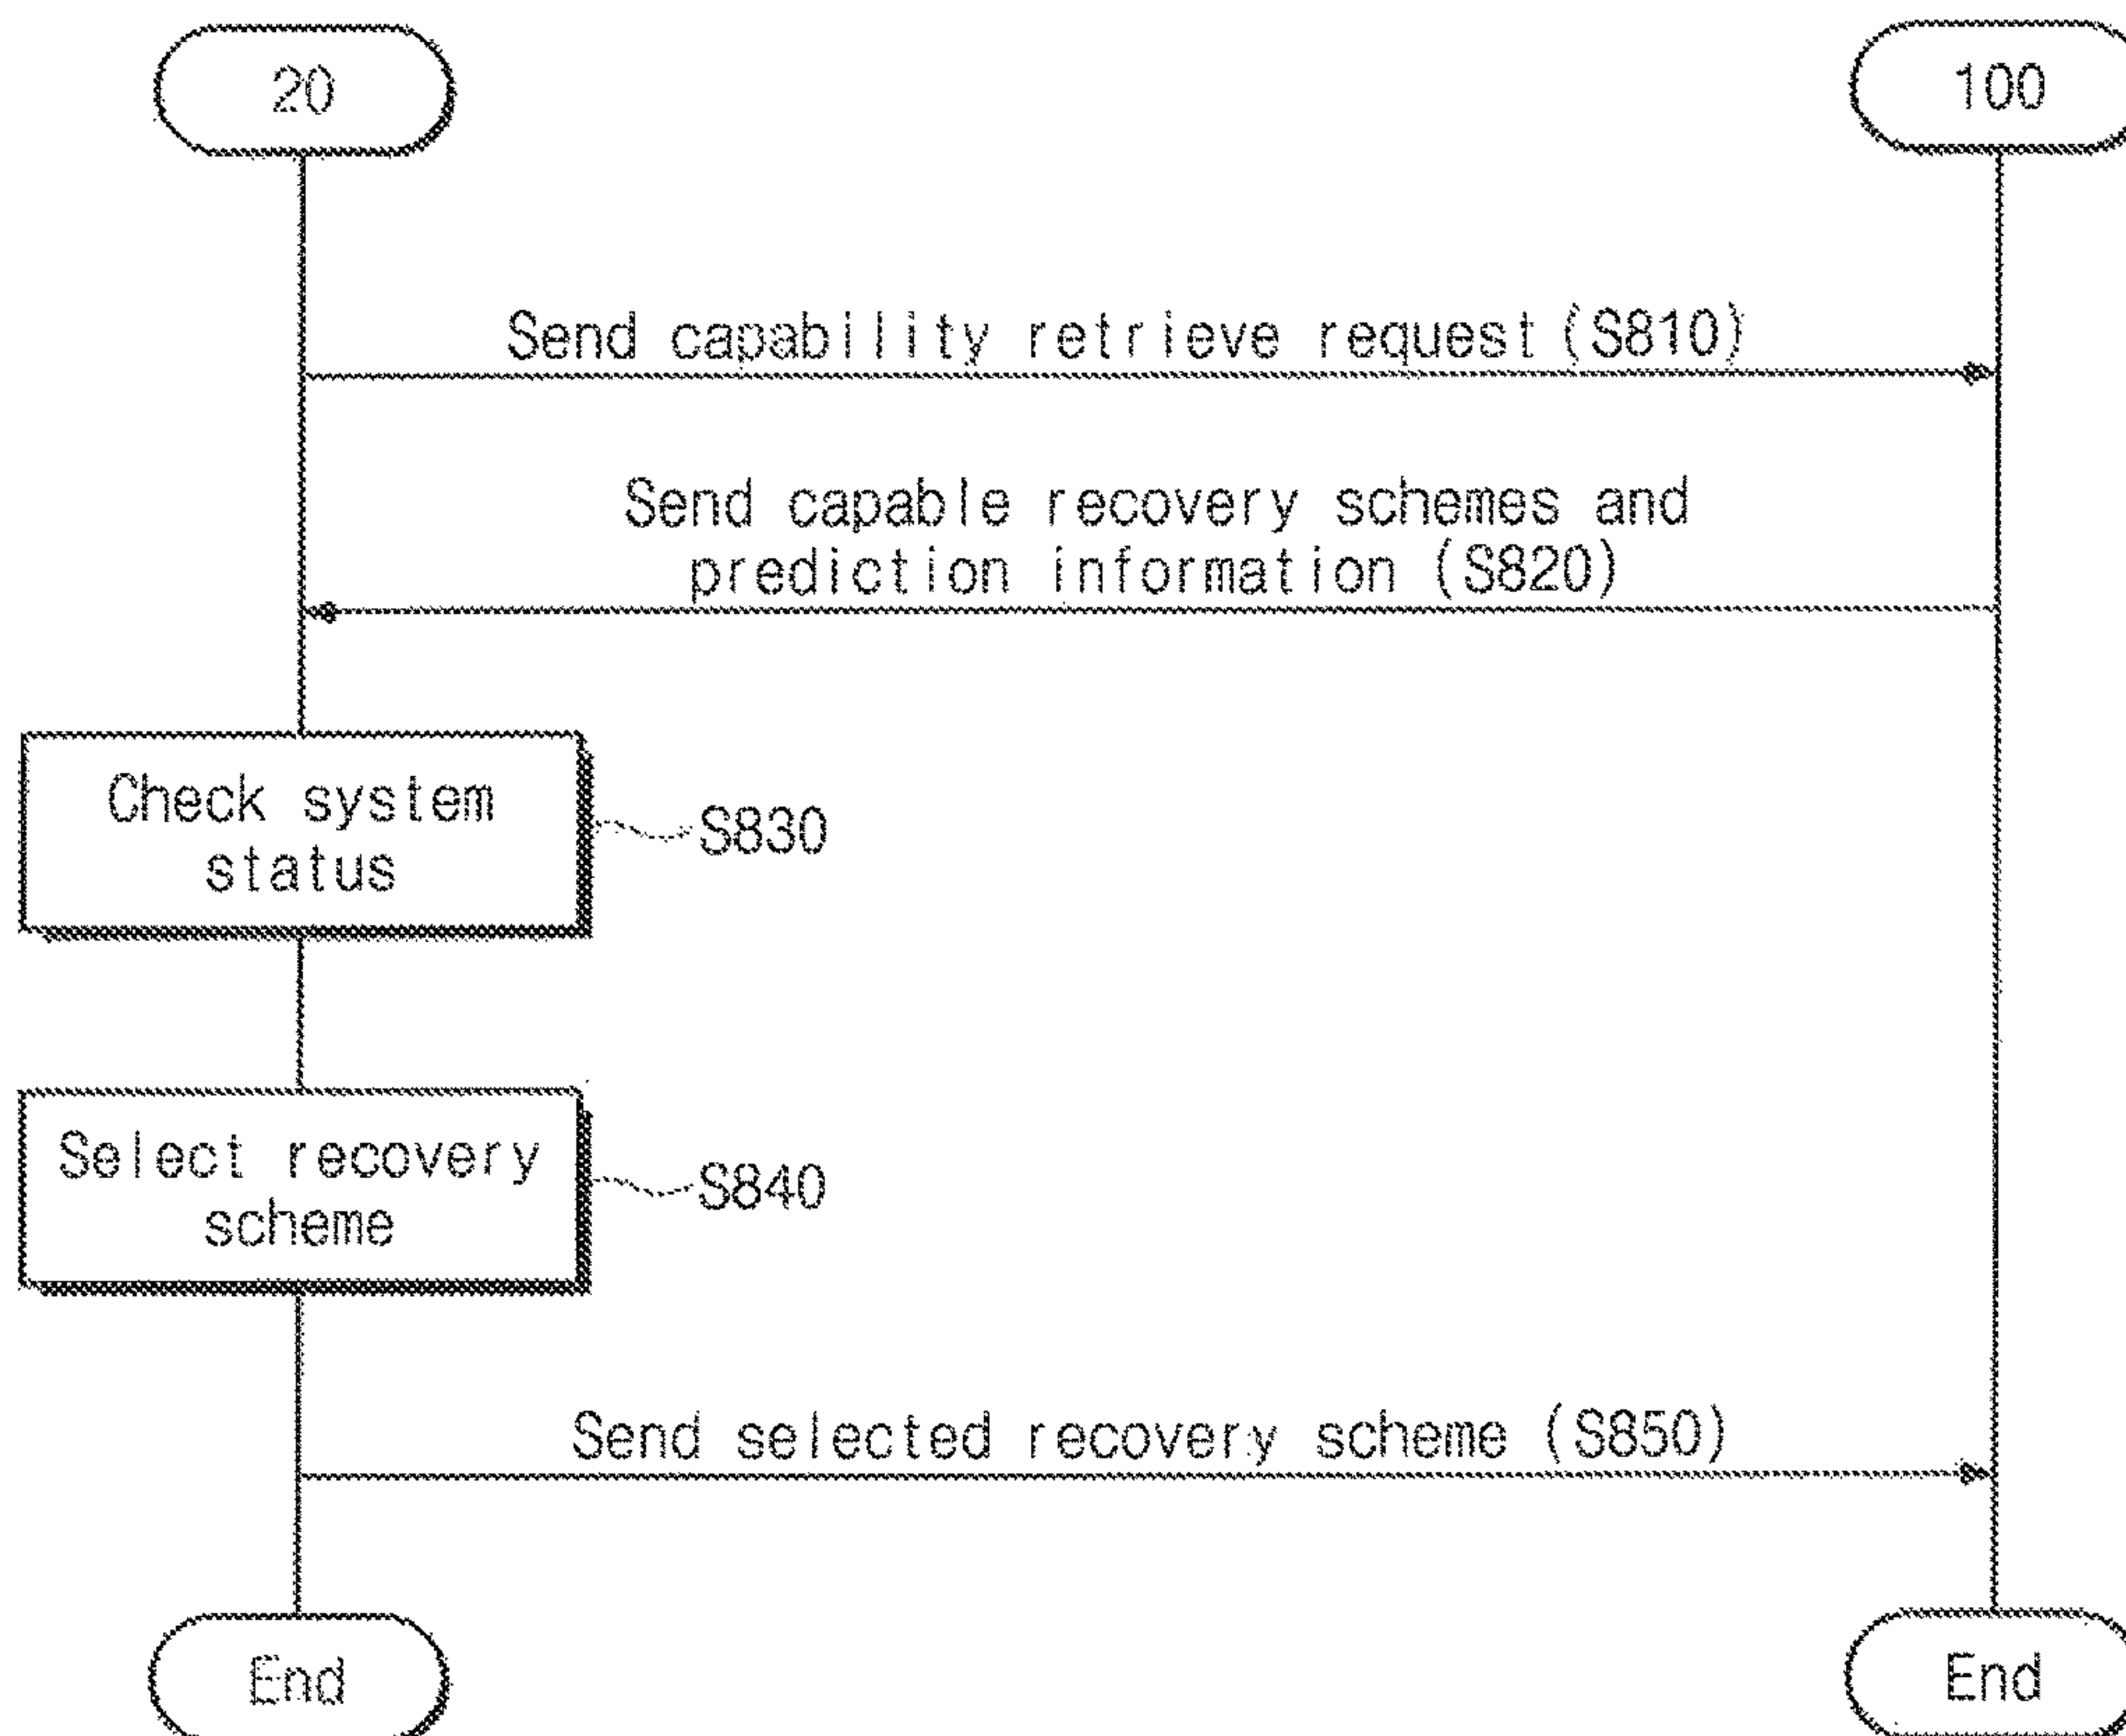 20
100
Send capability retrieve request (S810)
Send capable recovery schemes and
prediction information (S820)
Check system
status
S830
Select recovery
scheme
S840
Send selected recovery scheme (S850)
End
End